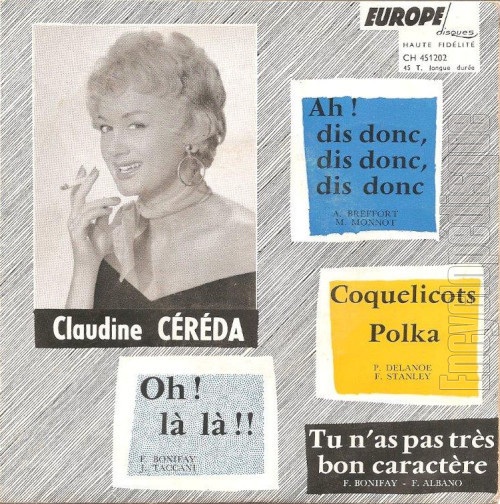 EUROPE
disques
HAUTE FIDÉLITÉ
CH 451202
45 T. longue durée
Ah !
dis donc,
dis donc,
dis donc
A. BREFFORT
M. MONNOT
Claudine CÉRÉDA
Coquelicots
Polka
P. DELANOE
F. STANLEY
Oh !
là là !!
F. BONIFAY
J. TACCANI
Tu n'as pas très
bon caractère
F. BONIFAY - F. ALBANO